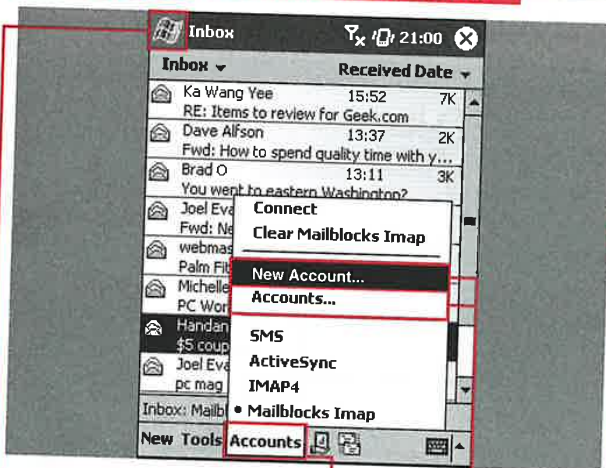 Inbox 21:00
Inbox Received Date
Ka Wang Yee 15:52 7K
RE: Items to review for Geek.com
Dave Alfson 13:37 2K
Fwd: How to spend quality time with y...
Brad O 13:11 3K
You went to eastern Washington?
Joel Eva
Fwd: Ne
webmas
Palm Fit
Michelle
PC Wor
Handan
$5 coup
Joel Eva
pc mag
Connect
Clear Mailblocks Imap
New Account...
Accounts...
SMS
ActiveSync
IMAP4
• Mailblocks Imap
Inbox: Mailb
New Tools Accounts